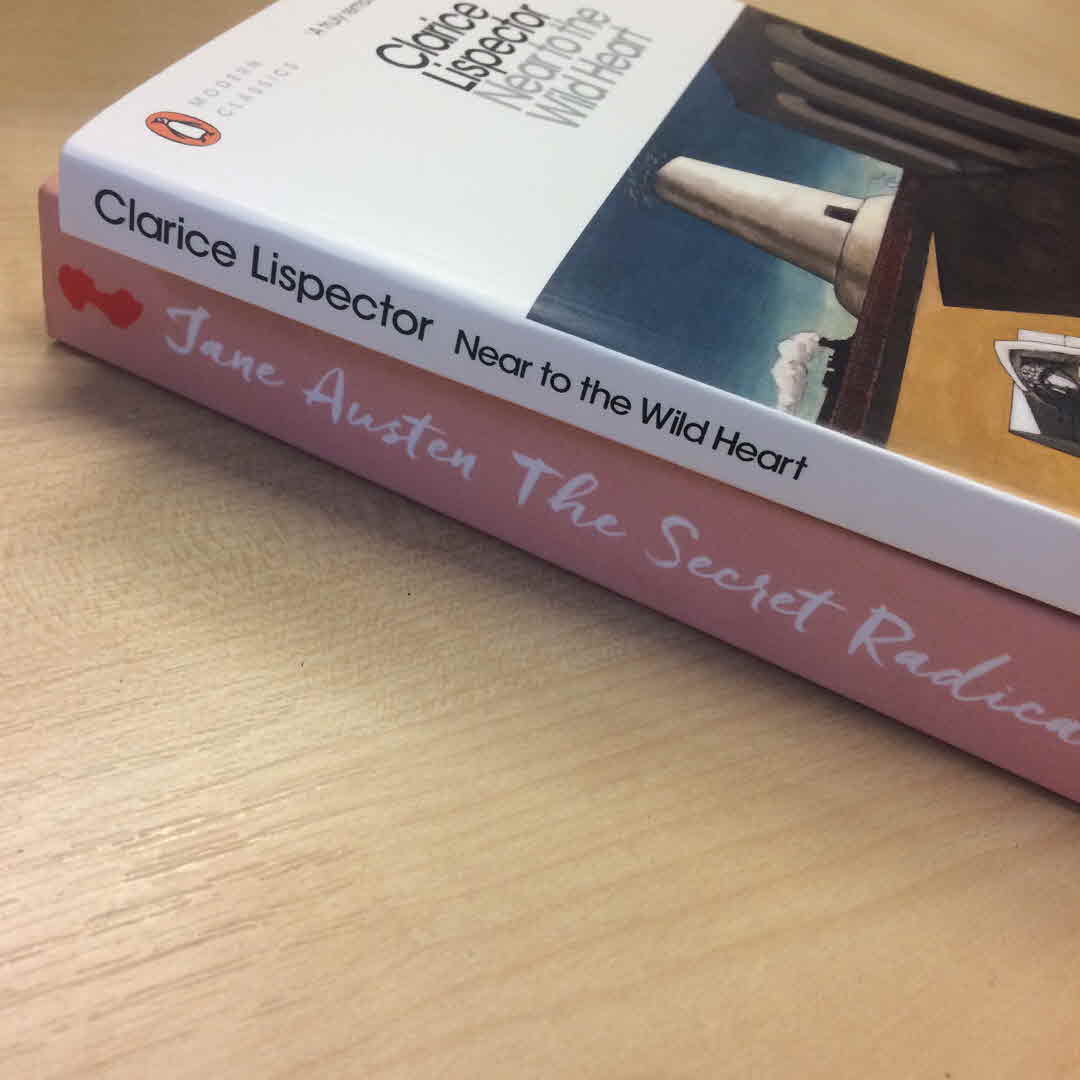 A truly
Clarice
Lispector
Near to the
Wild Heart
MODERN
CLASSICS
Clarice Lispector Near to the Wild Heart
Jane Austen The Secret Radica